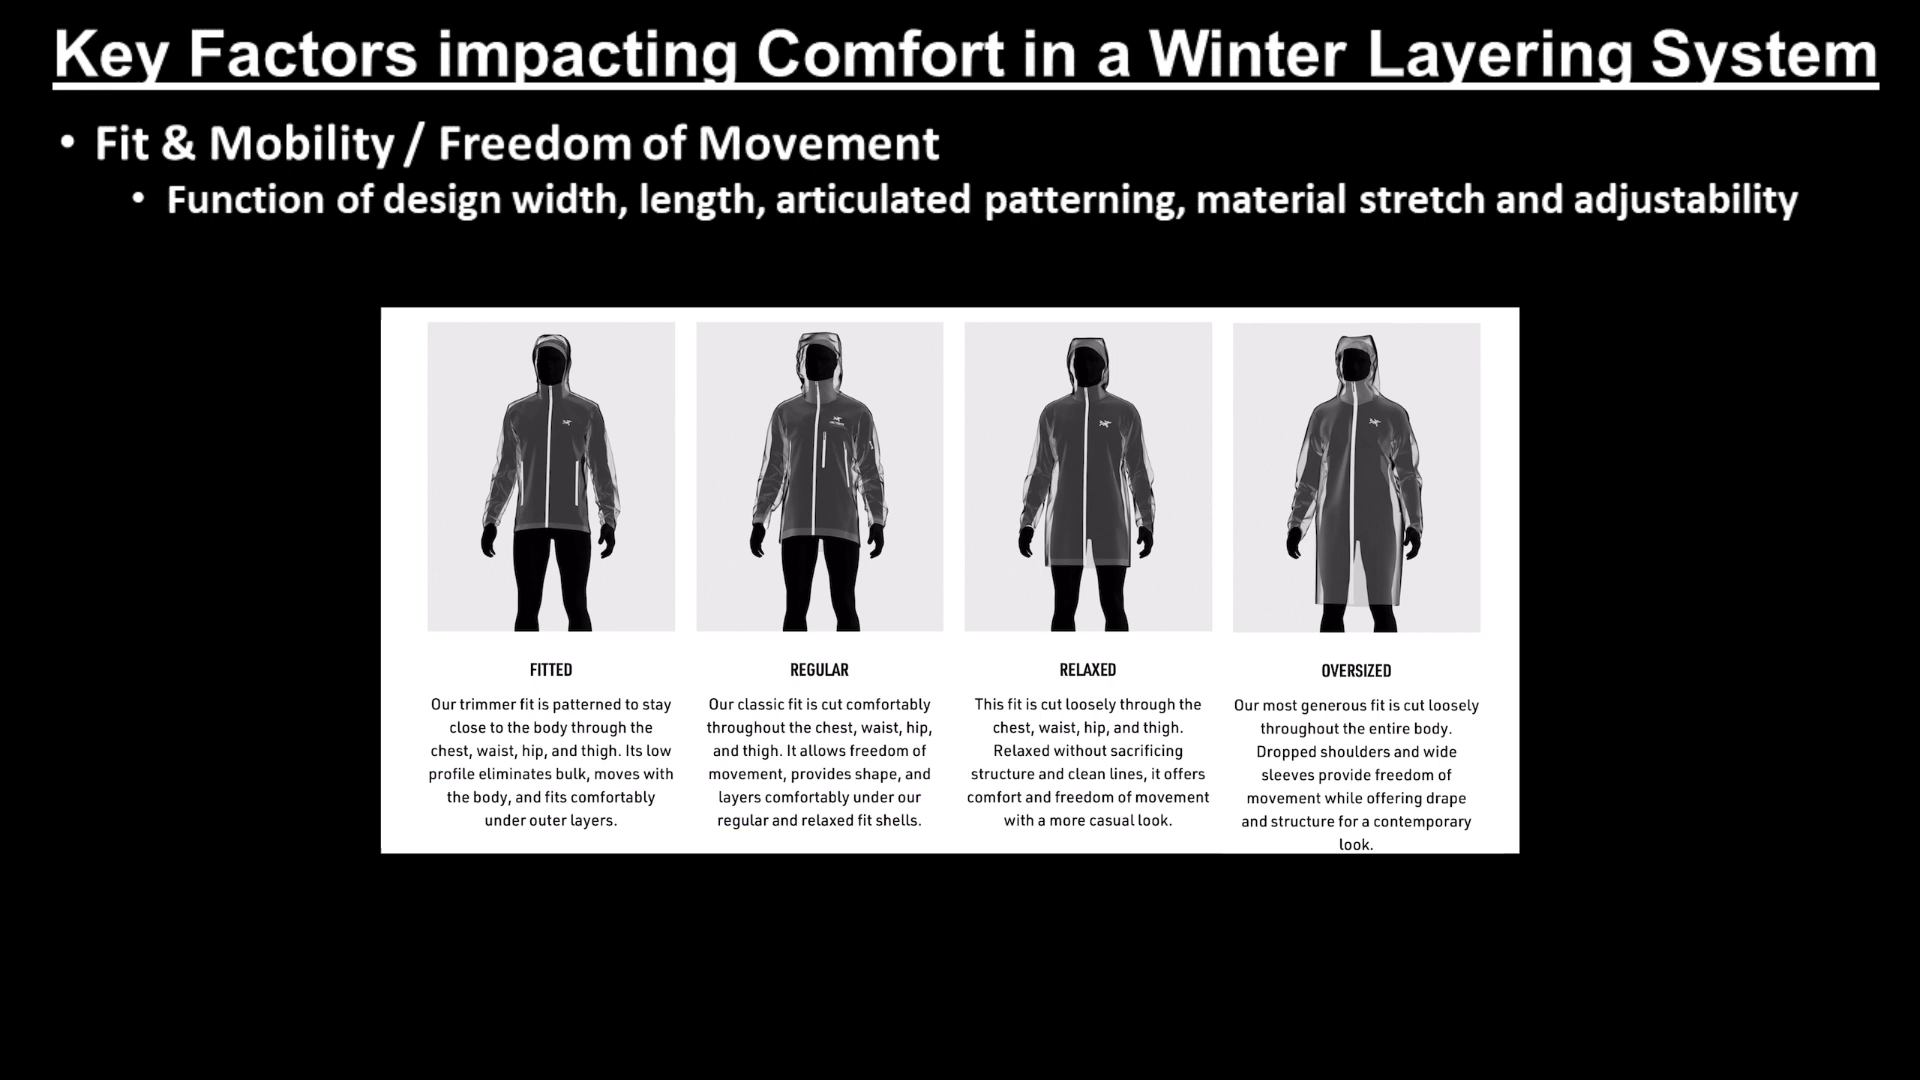 Key Factors impacting Comfort in a Winter Layering System
• Fit & Mobility / Freedom of Movement
• Function of design width, length, articulated patterning, material stretch and adjustability
FITTED
Our trimmer fit is patterned to stay
close to the body through the
chest, waist, hip, and thigh. Its low
profile eliminates bulk, moves with
the body, and fits comfortably
under outer layers.
REGULAR
Our classic fit is cut comfortably
throughout the chest, waist, hip,
and thigh. It allows freedom of
movement, provides shape, and
layers comfortably under our
regular and relaxed fit shells.
RELAXED
This fit is cut loosely through the
chest, waist, hip, and thigh.
Relaxed without sacrificing
structure and clean lines, it offers
comfort and freedom of movement
with a more casual look.
OVERSIZED
Our most generous fit is cut loosely
throughout the entire body.
Dropped shoulders and wide
sleeves provide freedom of
movement while offering drape
and structure for a contemporary
look.